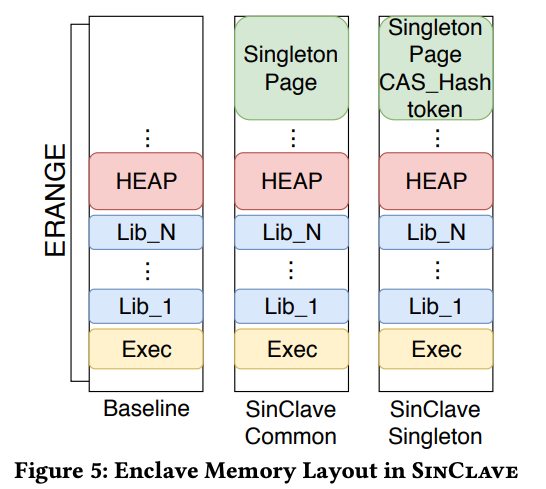 ERANGE
⋮
HEAP
Lib_N
⋮
Lib_1
Exec
Baseline
Singleton
Page
⋮
HEAP
Lib_N
⋮
Lib_1
Exec
SinClave
Common
Singleton
Page
CAS_Hash
token
⋮
HEAP
Lib_N
⋮
Lib_1
Exec
SinClave
Singleton
Figure 5: Enclave Memory Layout in SINCLAVE